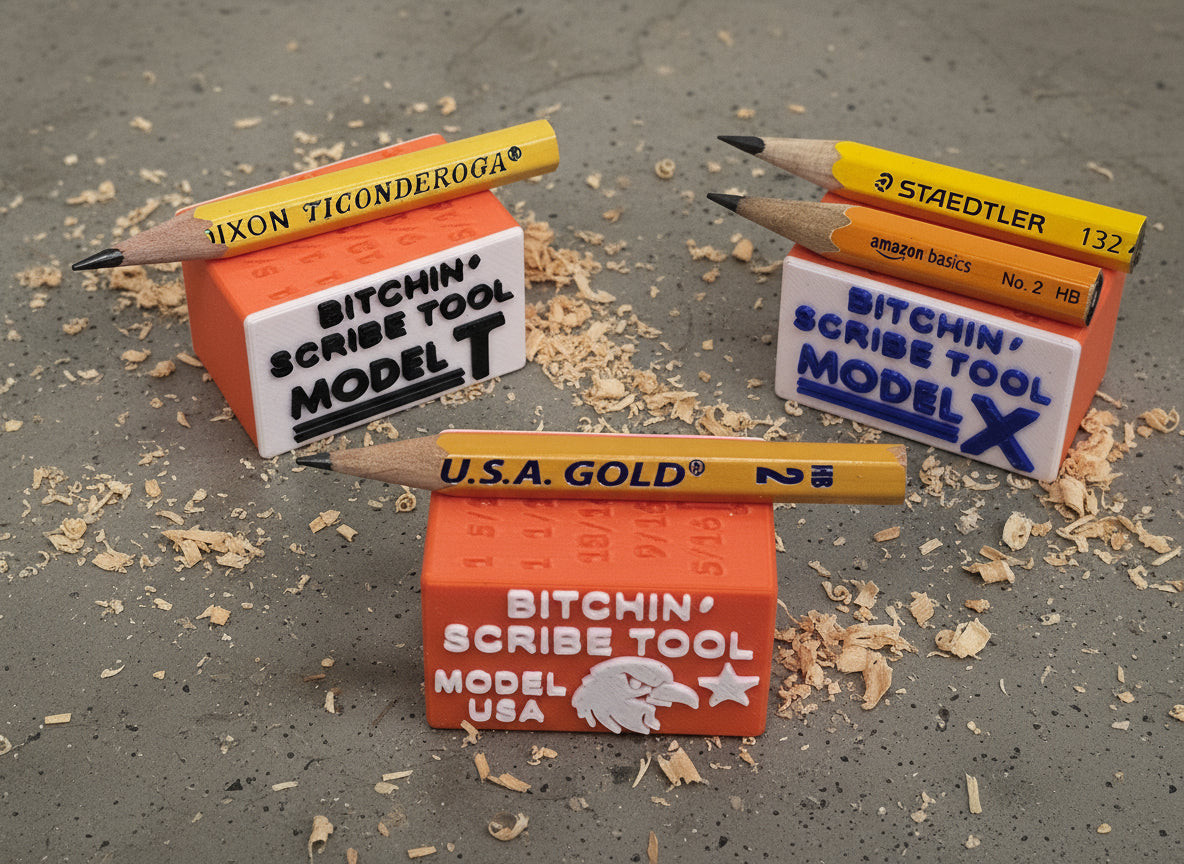 DIXON TICONDEROGA®
BITCHIN'
SCRIBE TOOL
MODEL T
STAEDTLER 132
amazon basics No. 2 HB
BITCHIN'
SCRIBE TOOL
MODEL X
U.S.A. GOLD® 2 HB
BITCHIN'
SCRIBE TOOL
MODEL
USA